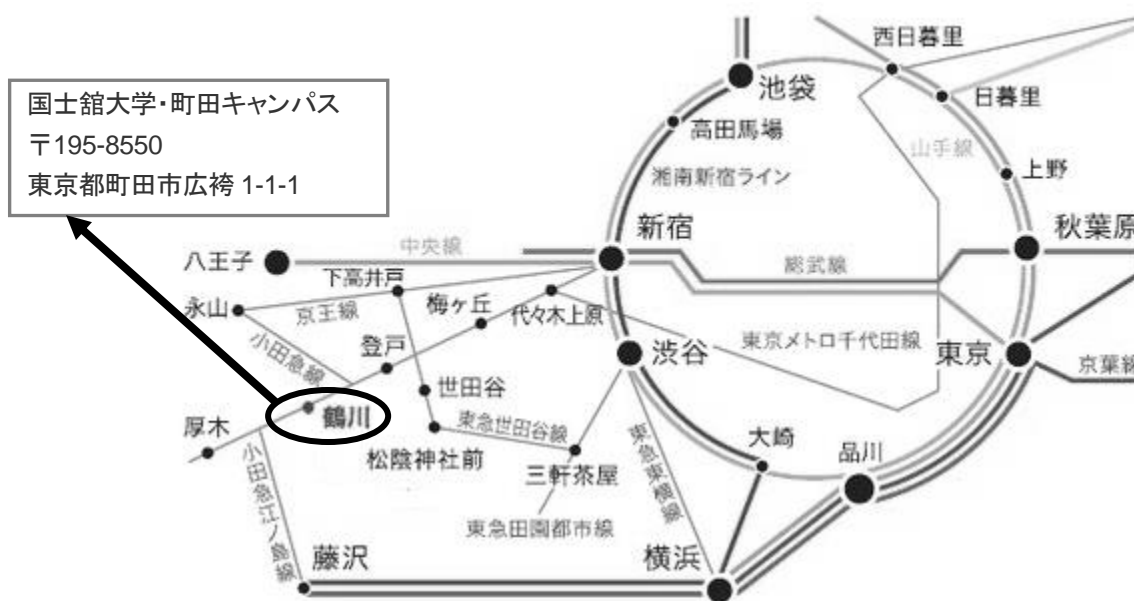 国士舘大学・町田キャンパス
〒195-8550
東京都町田市広袴 1-1-1
西日暮里
池袋
日暮里
高田馬場
山手線
上野
湘南新宿ライン
新宿
秋葉原
中央線
八王子
総武線
下高井戸
永山
京王線
梅ヶ丘
代々木上原
小田急線
登戸
渋谷
東京メトロ千代田線
東京
京葉線
世田谷
鶴川
厚木
東急世田谷線
大崎
品川
松陰神社前
三軒茶屋
東急東横線
小田急江ノ島線
東急田園都市線
藤沢
横浜